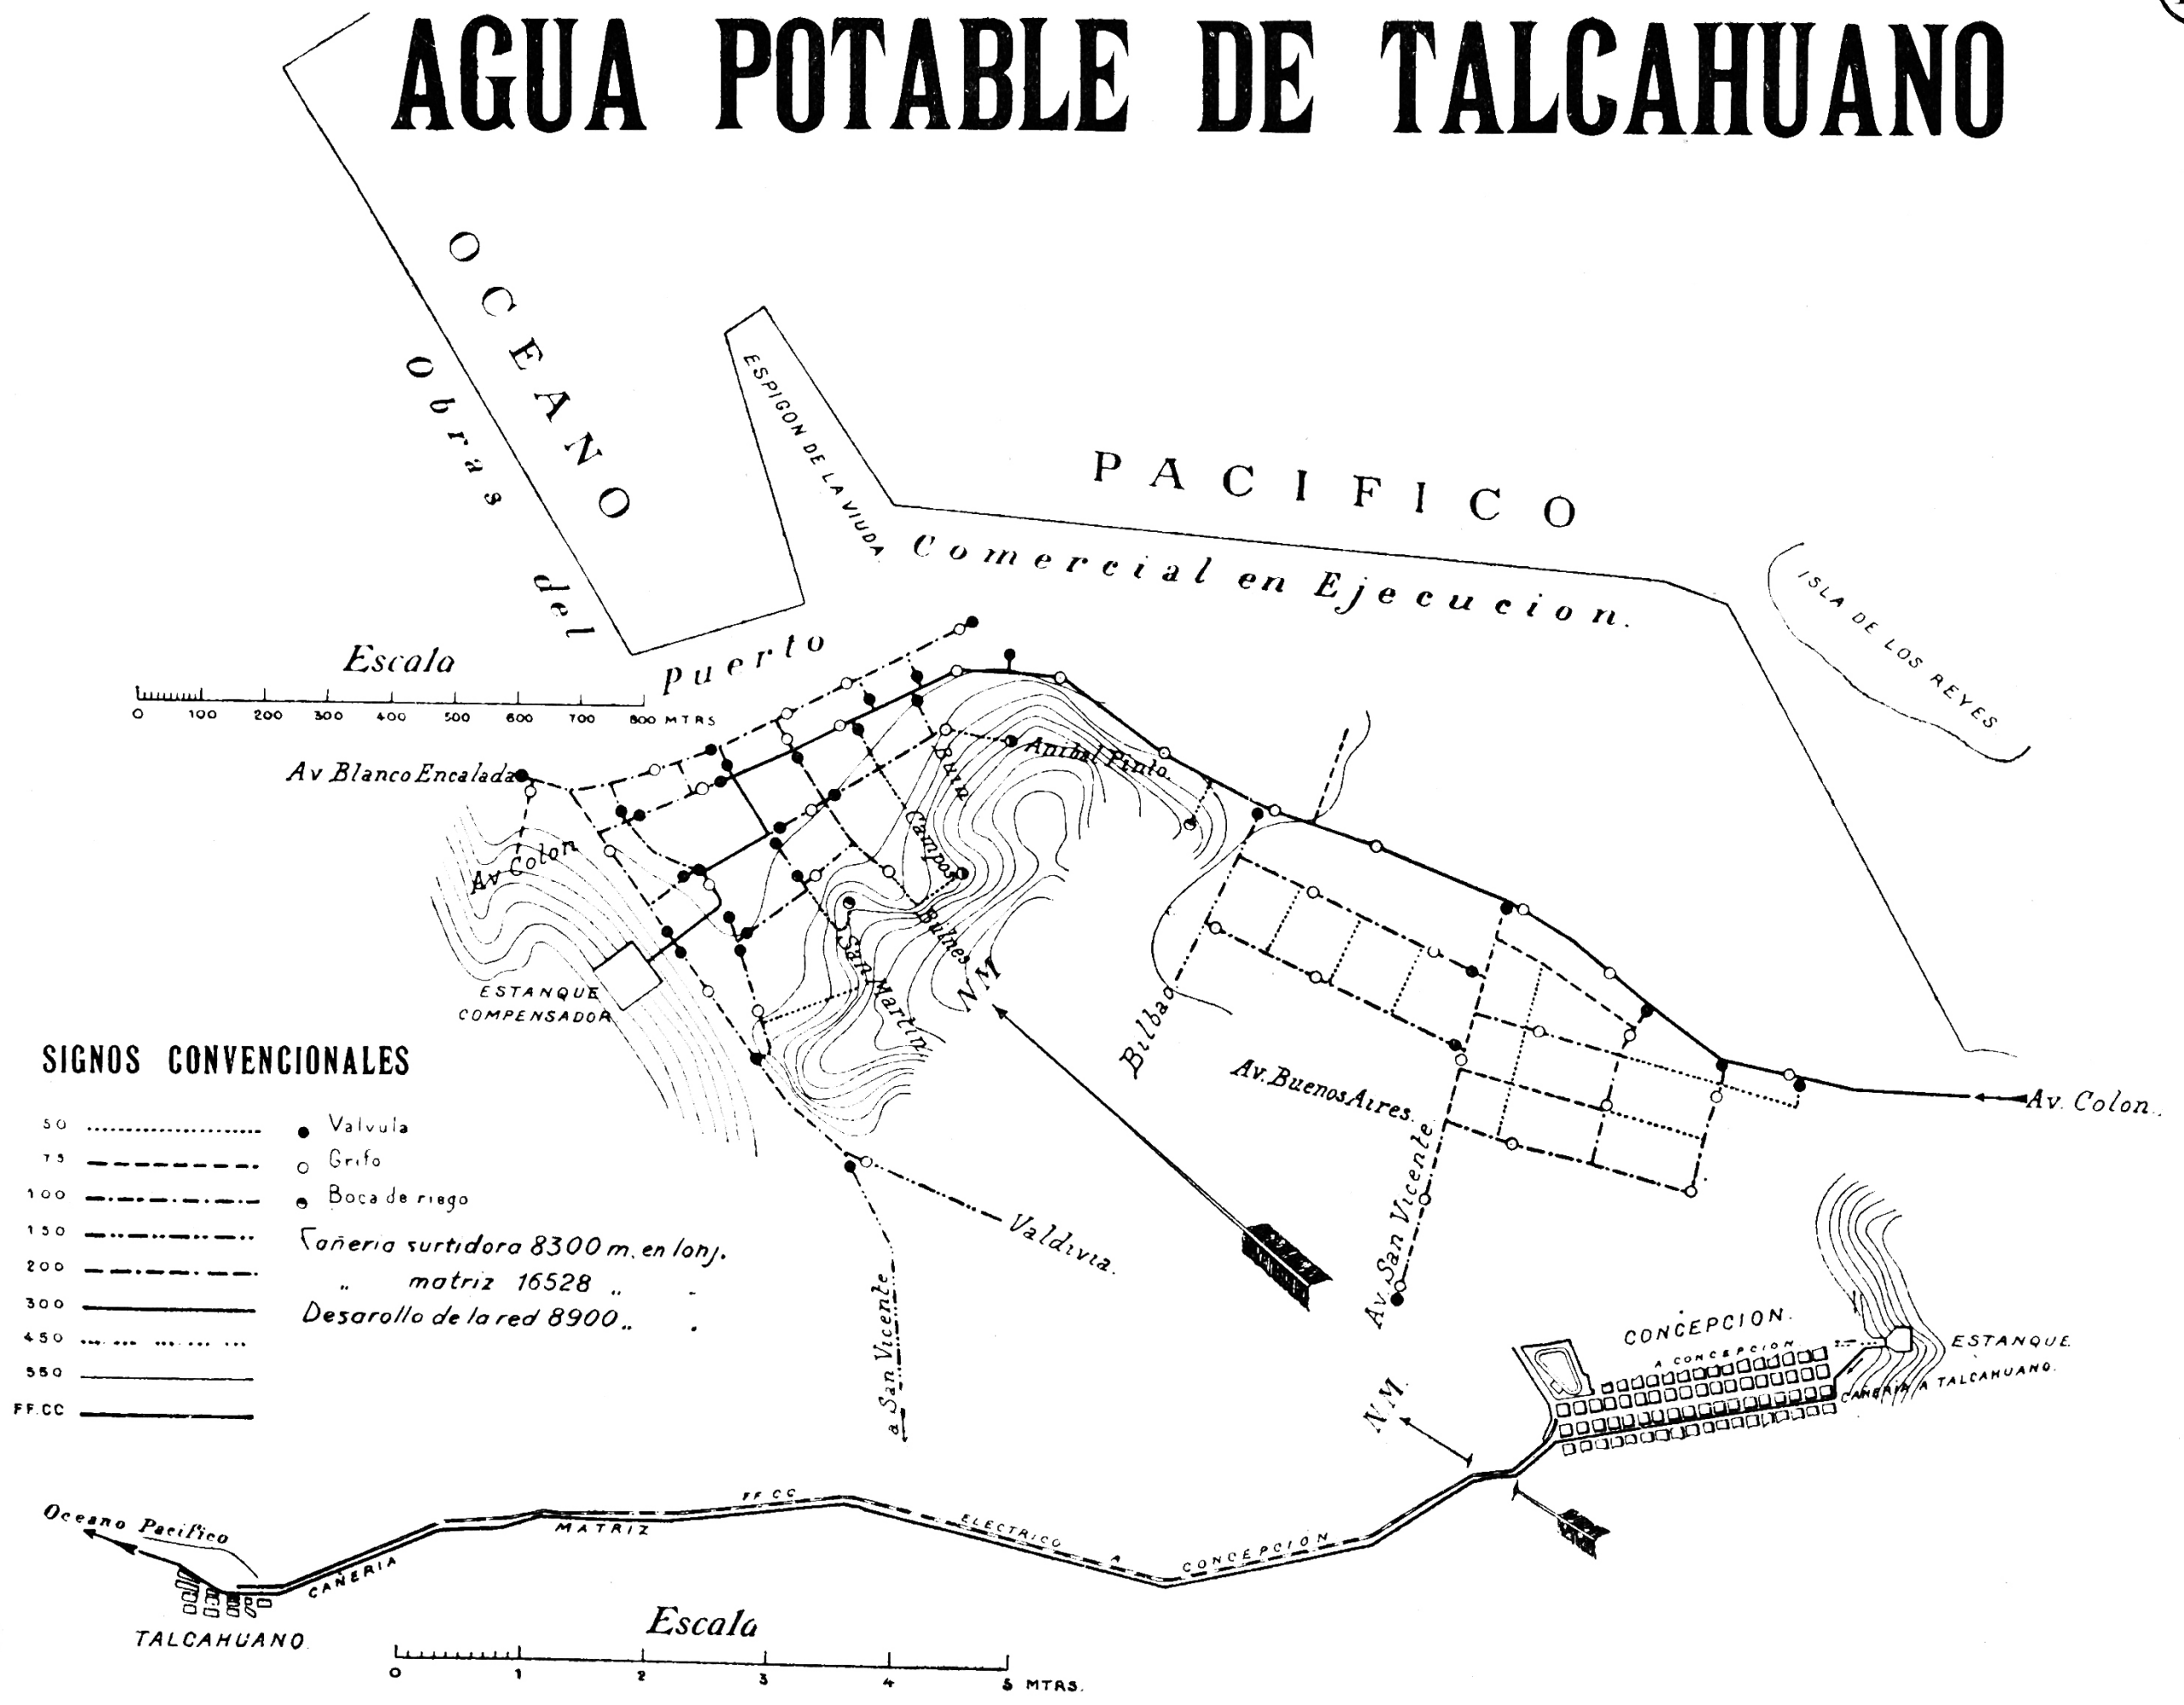 AGUA POTABLE DE TALCAHUANO
OCEANO
PACIFICO
Obras del Puerto Comercial en Ejecucion.
ESPIGON DE LA VIUDA
ISLA DE LOS REYES
Escala
0 100 200 300 400 500 600 700 800 MTRS
Av Blanco Encalada
Av Colon
Anibal Pinto
Buin
Campos
Bulnes
San Martin
NM
ESTANQUE
COMPENSADOR
Bilbao
Av. Buenos Aires.
Av. San Vicente
Av. Colon.
Valdivia.
a San Vicente
SIGNOS CONVENCIONALES
50
75
100
150
200
300
450
550
FF.CC
Valvula
Grifo
Boca de riego
Cañeria surtidora 8300 m. en lonj.
„ matriz 16528 „
Desarollo de la red 8900 „
CONCEPCION.
A CONCEPCION
ESTANQUE
CAÑERIA A TALCAHUANO.
NM.
Oceano Pacifico
TALCAHUANO
CAÑERIA MATRIZ
FF CC ELECTRICO A CONCEPCION
Escala
0 1 2 3 4 5 MTRS.